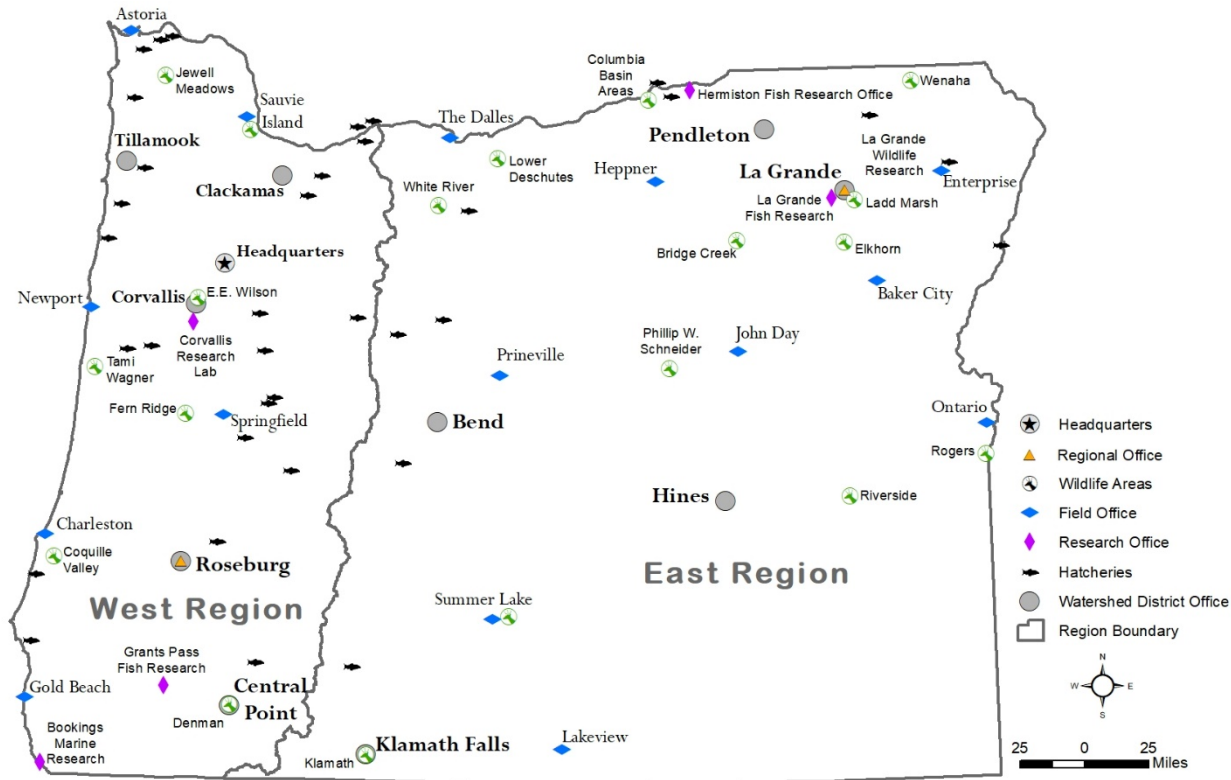 Astoria
Jewell
Meadows
Sauvie
Island
Tillamook
Clackamas
Headquarters
Newport
Corvallis
E.E. Wilson
Corvallis
Research
Lab
Tami
Wagner
Fern Ridge
Springfield
Charleston
Coquille
Valley
Roseburg
West Region
Grants Pass
Fish Research
Gold Beach
Central
Point
Denman
Bookings
Marine
Research
Klamath Falls
Klamath
Columbia
Basin
Areas
Hermiston Fish Research Office
Wenaha
The Dalles
Pendleton
Lower
Deschutes
Heppner
La Grande
La Grande
Wildlife
Research
Enterprise
White River
La Grande
Fish Research
Ladd Marsh
Bridge Creek
Elkhorn
Baker City
Phillip W.
Schneider
John Day
Prineville
Bend
Ontario
Rogers
Hines
Riverside
East Region
Summer Lake
Lakeview
Headquarters
Regional Office
Wildlife Areas
Field Office
Research Office
Hatcheries
Watershed District Office
Region Boundary
N
W
E
S
25
0
25
Miles